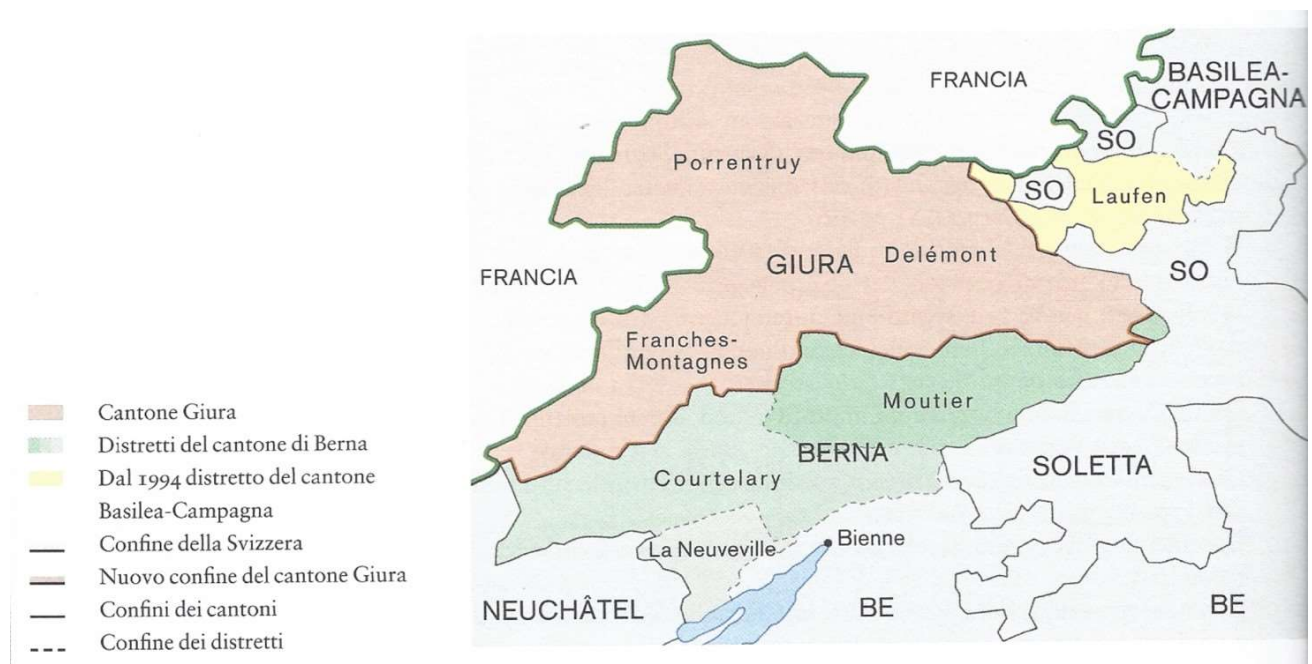 FRANCIA
BASILEA-
CAMPAGNA
SO
Porrentruy
SO
Laufen
GIURA
Delémont
FRANCIA
SO
Franches-
Montagnes
Moutier
BERNA
SOLETTA
Courtelary
La Neuveville
Bienne
NEUCHÂTEL
BE
BE
Cantone Giura
Distretti del cantone di Berna
Dal 1994 distretto del cantone
Basilea-Campagna
Confine della Svizzera
Nuovo confine del cantone Giura
Confini dei cantoni
Confine dei distretti